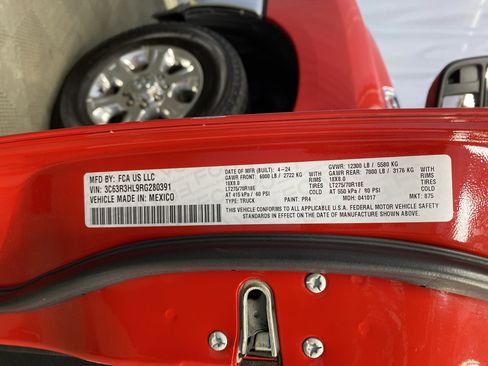 MFD BY: FCA US LLC
VIN: 3C63R3HL9RG280391
VEHICLE MADE IN: MEXICO
DATE OF MFR (BUILT) 4-24
GVWR: 12300 LB / 5580 KG
GAWR FRONT: 6000 LB / 2722 KG WITH
GAWR REAR: 7000 LB / 3176 KG WITH
18X8.0 RIMS
18X8.0 RIMS
LT275/70R18E TIRES
LT275/70R18E TIRES
AT 415 kPa / 60 PSI COLD
AT 550 kPa / 80 PSI COLD
TYPE: TRUCK PAINT: PR4 MDH: 041017 MKT: 875
THIS VEHICLE CONFORMS TO ALL APPLICABLE U.S.A. FEDERAL MOTOR VEHICLE SAFETY
STANDARDS IN EFFECT ON THE DATE OF MANUFACTURE SHOWN ABOVE.